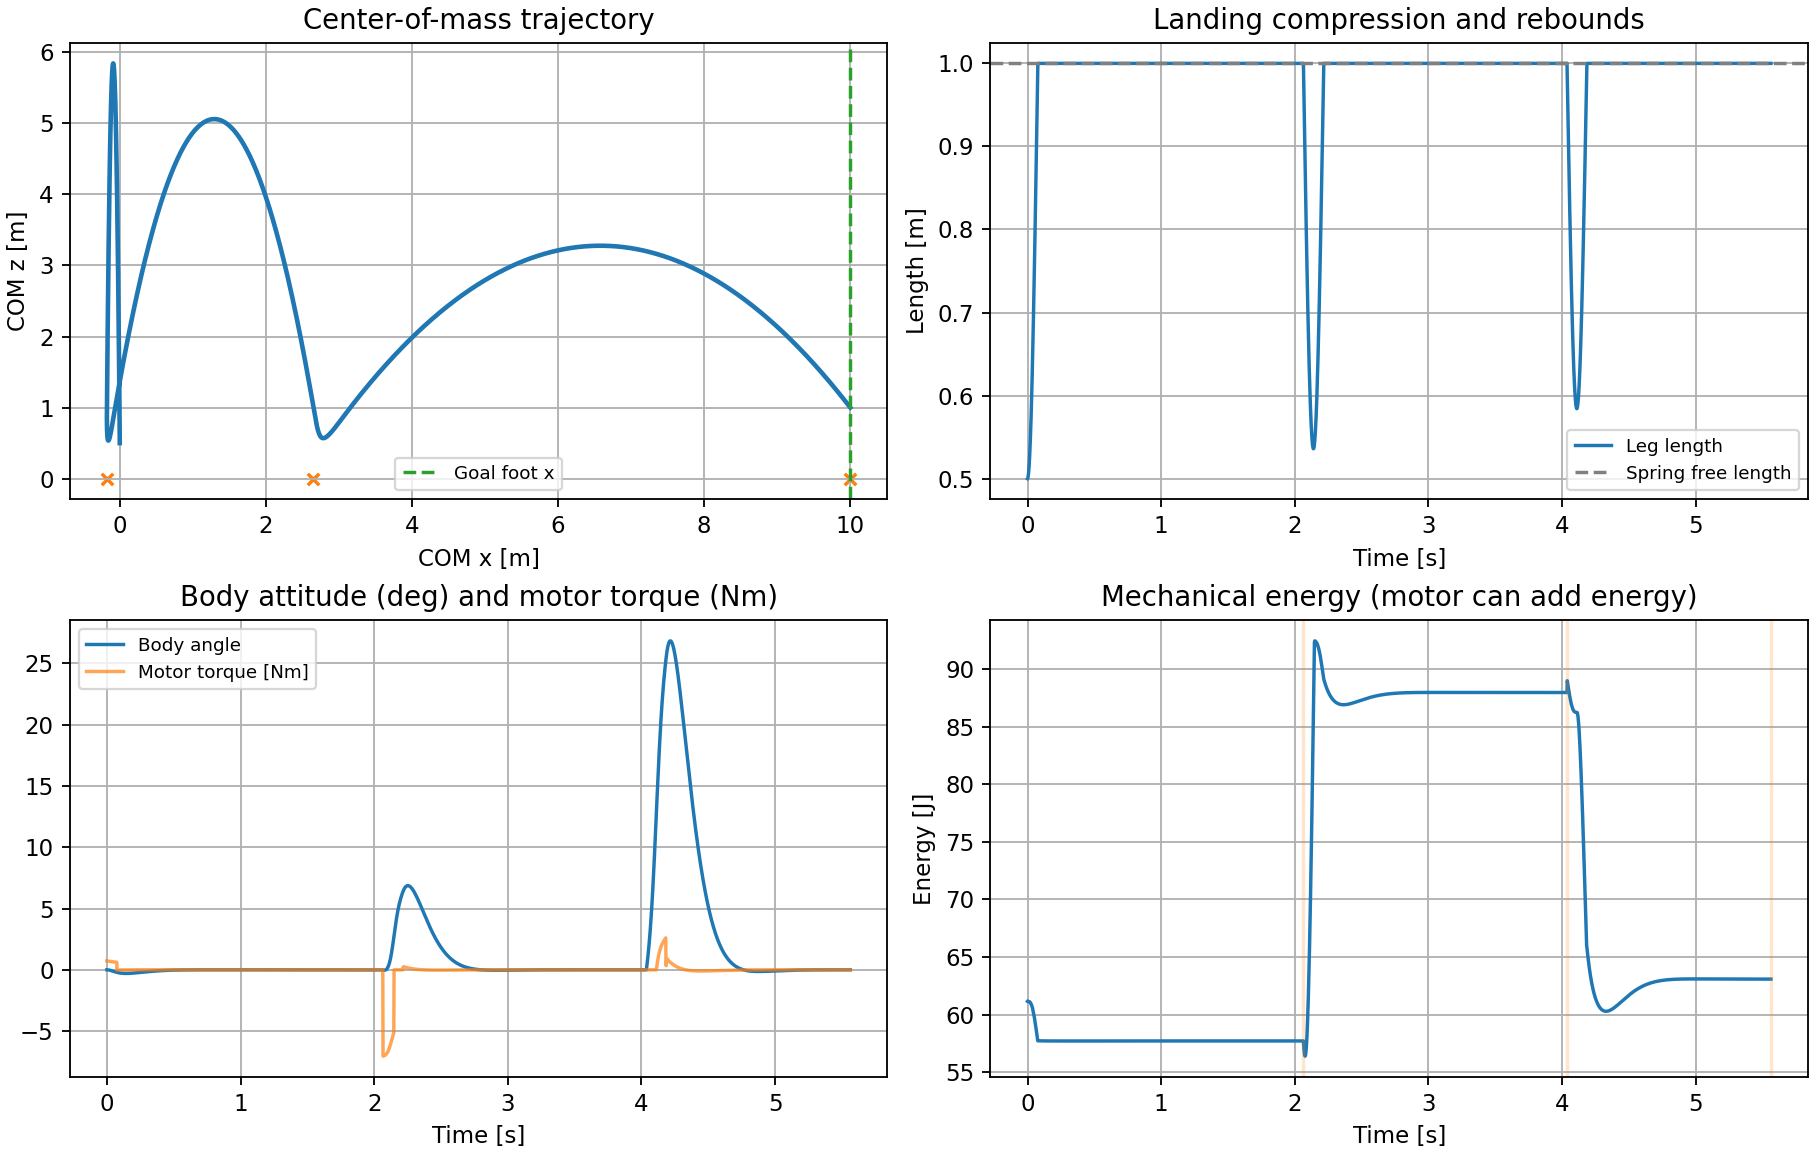 Center-of-mass trajectory
COM z [m]
6
5
4
3
2
1
0
Goal foot x
0 2 4 6 8 10
COM x [m]
Landing compression and rebounds
Length [m]
1.0
0.9
0.8
0.7
0.6
0.5
Leg length
Spring free length
0 1 2 3 4 5
Time [s]
Body attitude (deg) and motor torque (Nm)
Body angle
Motor torque [Nm]
25
20
15
10
5
0
−5
0 1 2 3 4 5
Time [s]
Mechanical energy (motor can add energy)
Energy [J]
90
85
80
75
70
65
60
55
0 1 2 3 4 5
Time [s]